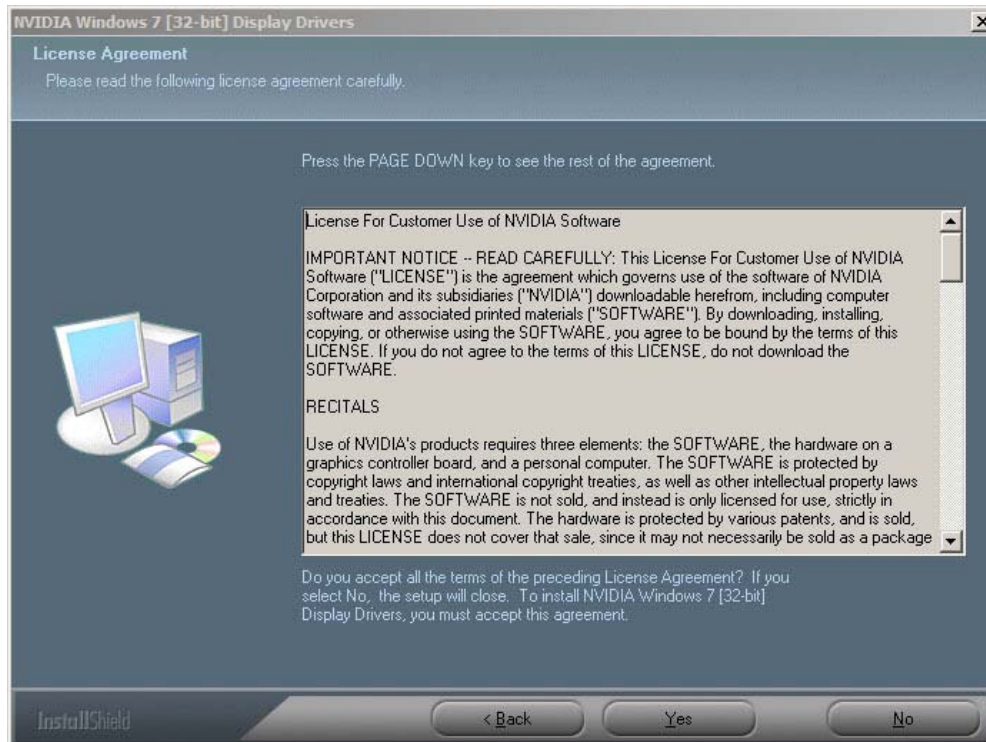 NVIDIA Windows 7 [32-bit] Display Drivers
License Agreement
Please read the following license agreement carefully.
Press the PAGE DOWN key to see the rest of the agreement.
License For Customer Use of NVIDIA Software
IMPORTANT NOTICE -- READ CAREFULLY: This License For Customer Use of NVIDIA
Software ("LICENSE") is the agreement which governs use of the software of NVIDIA
Corporation and its subsidiaries ("NVIDIA") downloadable herefrom, including computer
software and associated printed materials ("SOFTWARE"). By downloading, installing,
copying, or otherwise using the SOFTWARE, you agree to be bound by the terms of this
LICENSE. If you do not agree to the terms of this LICENSE, do not download the
SOFTWARE.
RECITALS
Use of NVIDIA's products requires three elements: the SOFTWARE, the hardware on a
graphics controller board, and a personal computer. The SOFTWARE is protected by
copyright laws and international copyright treaties, as well as other intellectual property laws
and treaties. The SOFTWARE is not sold, and instead is only licensed for use, strictly in
accordance with this document. The hardware is protected by various patents, and is sold,
but this LICENSE does not cover that sale, since it may not necessarily be sold as a package
Do you accept all the terms of the preceding License Agreement? If you
select No, the setup will close. To install NVIDIA Windows 7 [32-bit]
Display Drivers, you must accept this agreement.
InstallShield
< Back
Yes
No